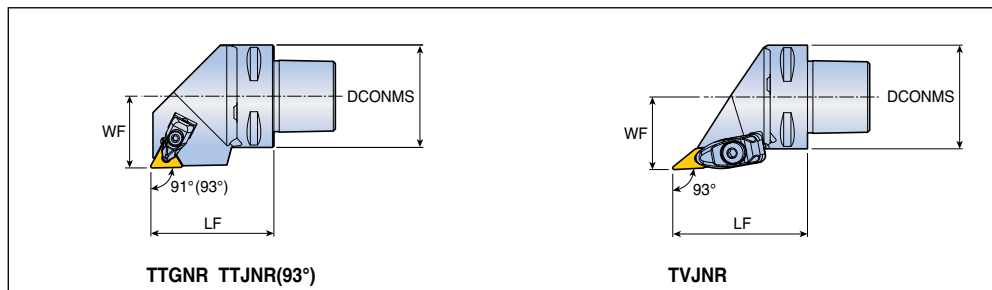 DCONMS
WF
91°(93°)
LF
TTGNR TTJNR(93°)
DCONMS
WF
93°
LF
TVJNR